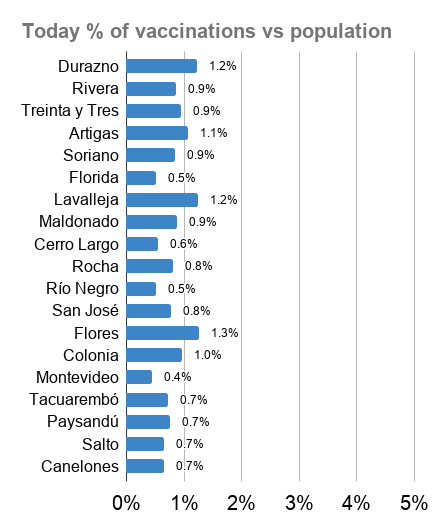 Today % of vaccinations vs population
Durazno 1.2%
Rivera 0.9%
Treinta y Tres 0.9%
Artigas 1.1%
Soriano 0.9%
Florida 0.5%
Lavalleja 1.2%
Maldonado 0.9%
Cerro Largo 0.6%
Rocha 0.8%
Río Negro 0.5%
San José 0.8%
Flores 1.3%
Colonia 1.0%
Montevideo 0.4%
Tacuarembó 0.7%
Paysandú 0.7%
Salto 0.7%
Canelones 0.7%
0% 1% 2% 3% 4% 5%